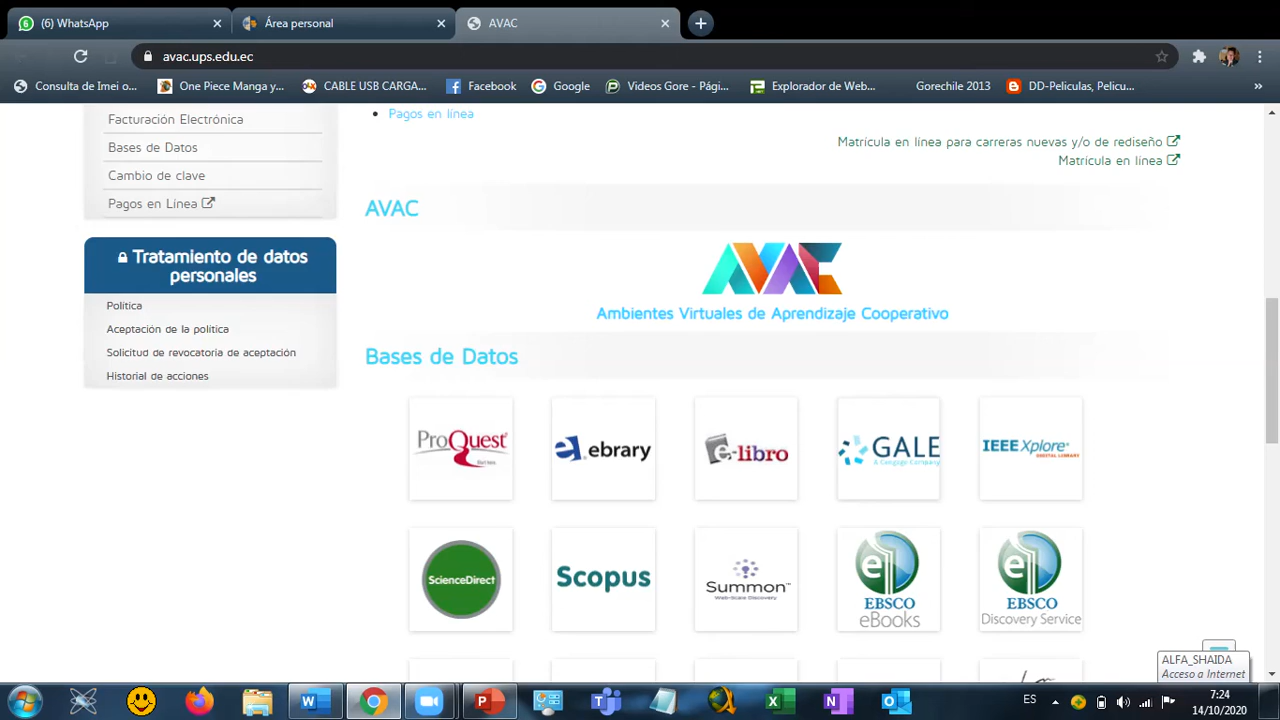 (6) WhatsApp
Área personal
AVAC
avac.ups.edu.ec
Consulta de Imei o...
One Piece Manga y...
CABLE USB CARGA...
Facebook
Google
Videos Gore - Pági...
Explorador de Web...
Gorechile 2013
DD-Peliculas, Pelicu...
»
Facturación Electrónica
Bases de Datos
Cambio de clave
Pagos en Línea
Tratamiento de datos
personales
Política
Aceptación de la política
Solicitud de revocatoria de aceptación
Historial de acciones
Pagos en línea
Matrícula en línea para carreras nuevas y/o de rediseño
Matricula en línea
AVAC
AVAC
Ambientes Virtuales de Aprendizaje Cooperativo
Bases de Datos
ProQuest
ebrary
e-libro
GALE
A Cengage Company
IEEE Xplore®
DIGITAL LIBRARY
ScienceDirect
Scopus
Summon™
Web-Scale Discovery
EBSCO
eBooks
EBSCO
Discovery Service
ALFA_SHAIDA
Acceso a Internet
ES
7:24
14/10/2020